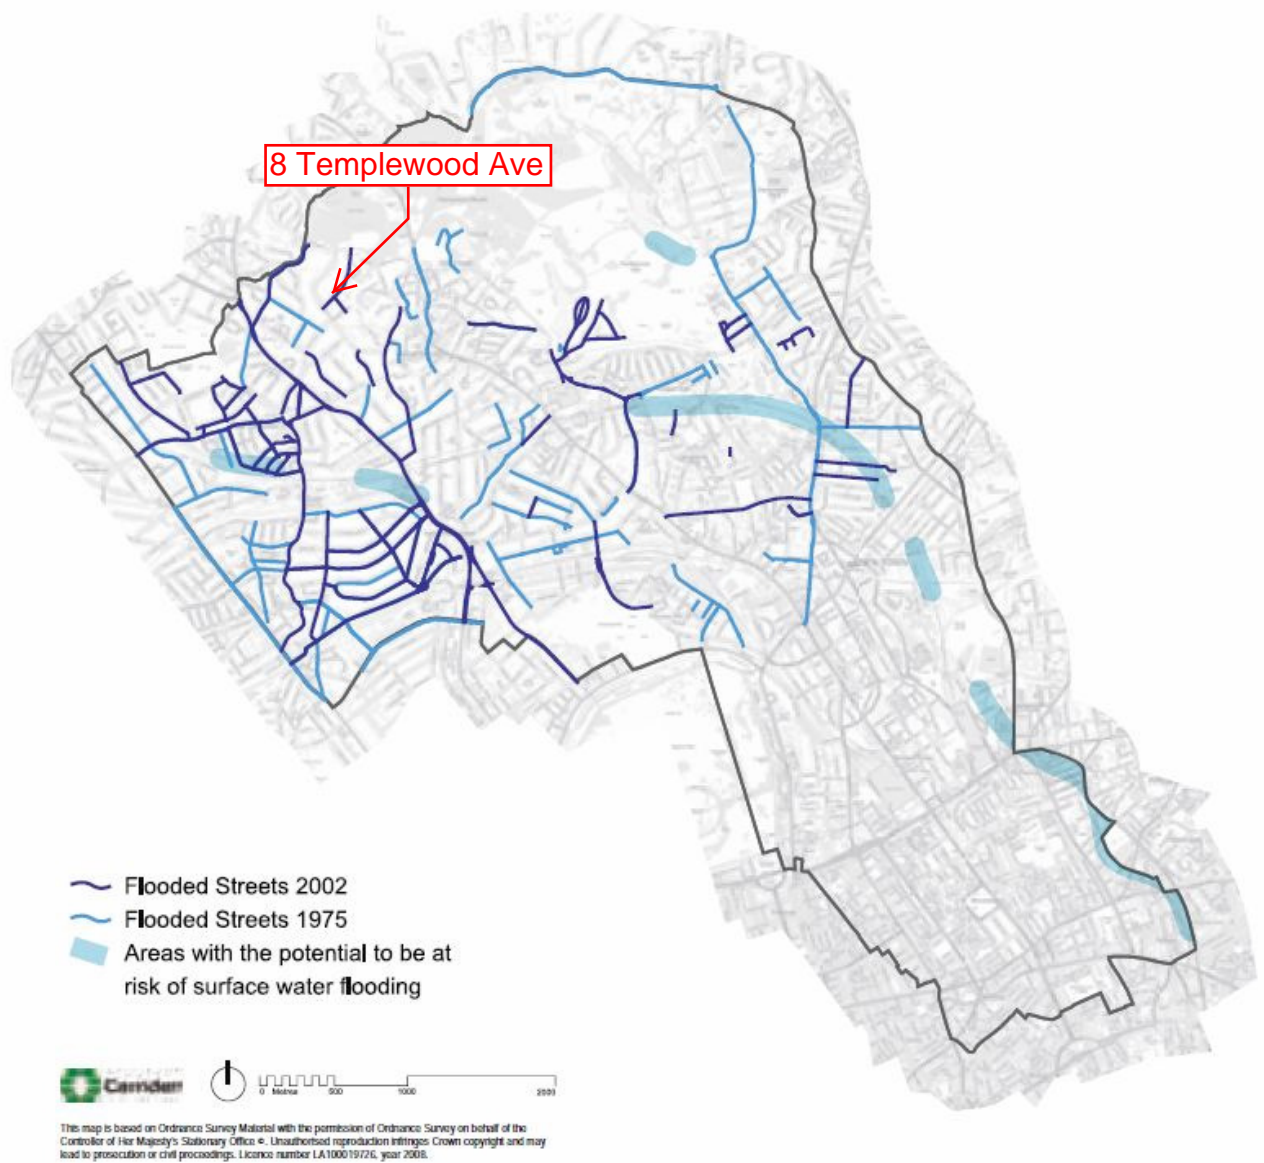 8 Templewood Ave
Flooded Streets 2002
Flooded Streets 1975
Areas with the potential to be at
risk of surface water flooding
Camden
0 Metres 500 1000 2000
This map is based on Ordnance Survey Material with the permission of Ordnance Survey on behalf of the
Controller of Her Majesty's Stationary Office ©. Unauthorised reproduction infringes Crown copyright and may
lead to prosecution or civil proceedings. Licence number LA100019726, year 2008.